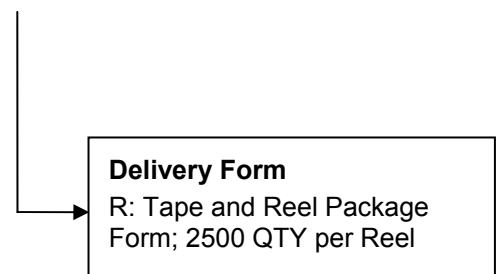 Delivery Form
R: Tape and Reel Package
Form; 2500 QTY per Reel